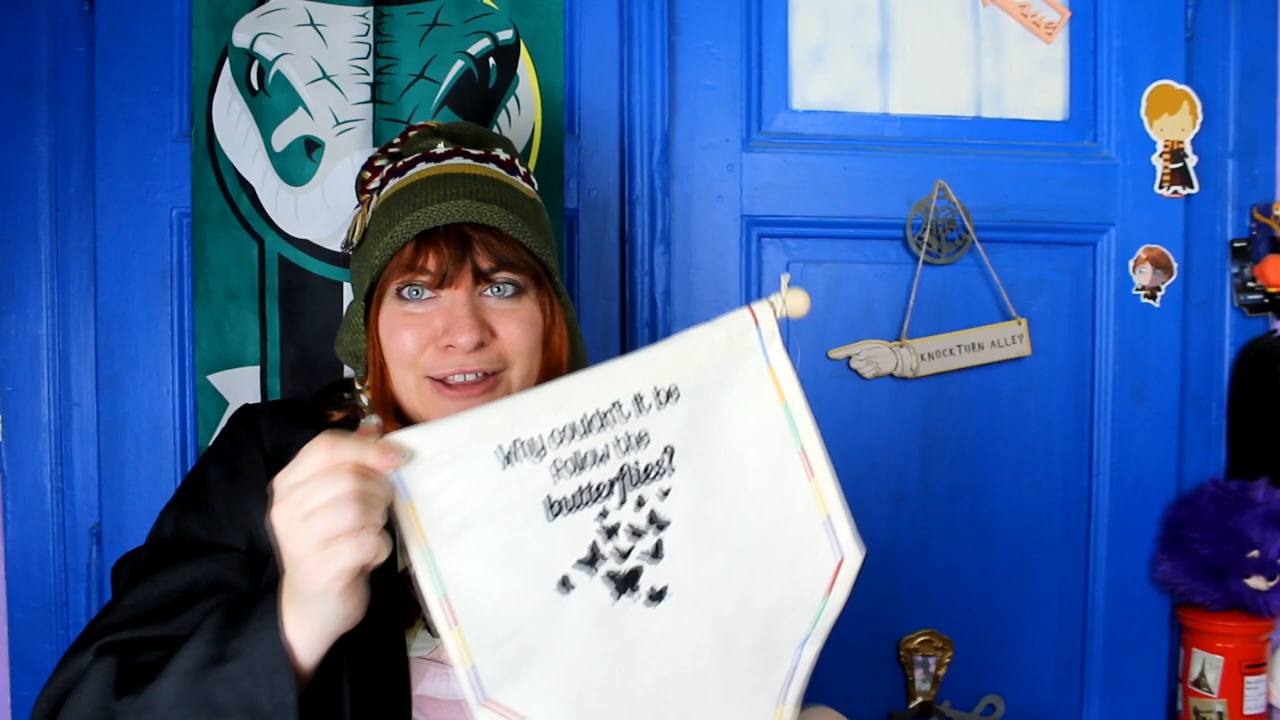 Why couldn't it be
follow the
butterflies?
KNOCKTURN ALLEY